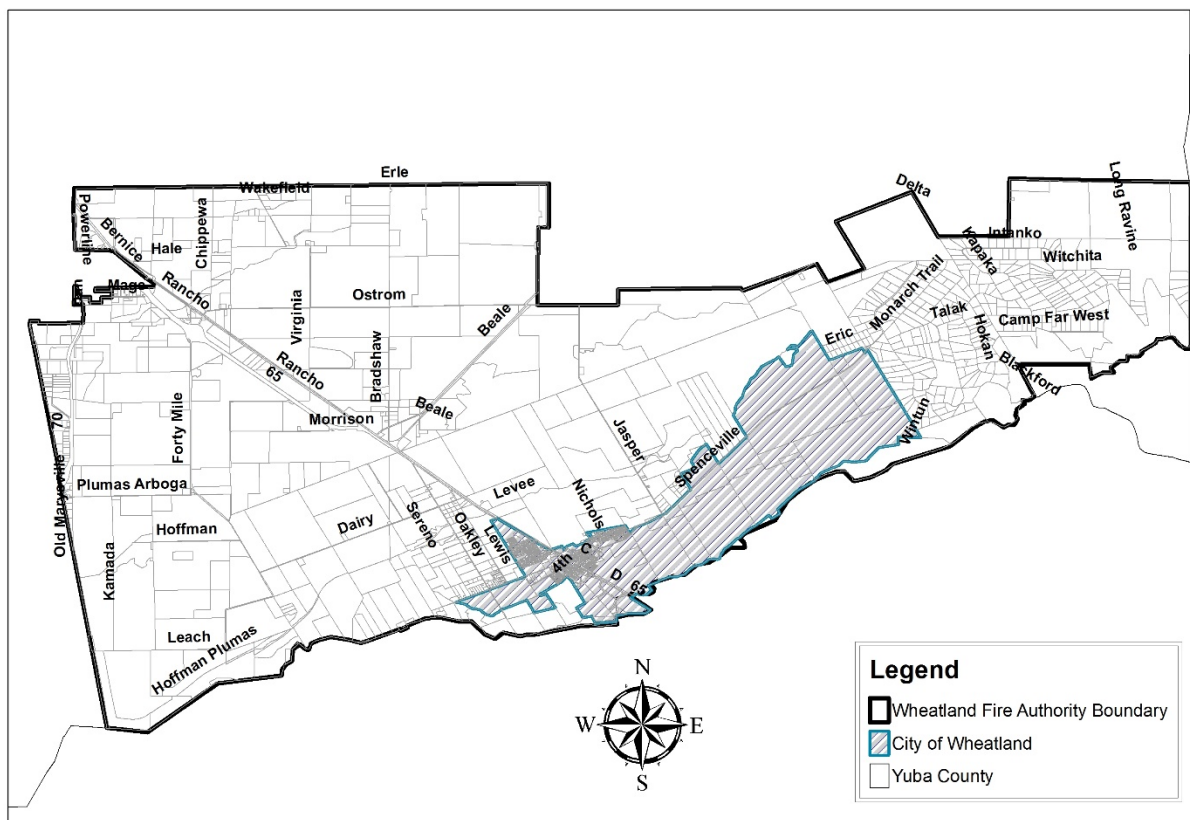 Erle
Wakefield
Delta
Long Ravine
Powerline
Bernice
Hale
Chippewa
Kapaka
Intanko
Witchita
Mage
Rancho
Ostrom
Virginia
Beale
Monarch Trail
Talak
Camp Far West
Hokan
Eric
Rancho
65
Bradshaw
Blackford
Morrison
Beale
Wintun
70
Old Marysville
Forty Mile
Jasper
Spenceville
Plumas Arboga
Levee
Nichols
Hoffman
Dairy
Sereno
Oakley
Lewis
4th
C
D
65
Kamada
Leach
Hoffman Plumas
N
W
E
S
Legend
Wheatland Fire Authority Boundary
City of Wheatland
Yuba County